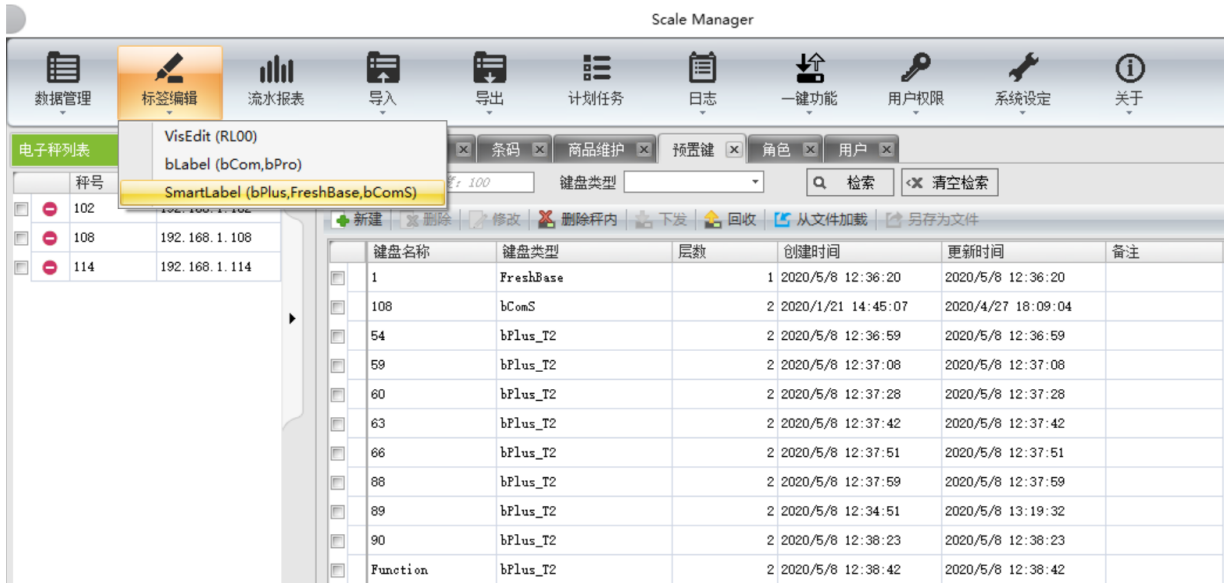 Scale Manager
数据管理 标签编辑 流水报表 导入 导出 计划任务 日志 一键功能 用户权限 系统设定 关于
VisEdit (RL00)
bLabel (bCom,bPro)
SmartLabel (bPlus,FreshBase,bComS)
电子秤列表 条码 商品维护 预置键 角色 用户
秤号 100 键盘类型 检索 清空检索
102
新建 删除 修改 删除秤内 下发 回收 从文件加载 另存为文件
108 192.168.1.108
114 192.168.1.114
键盘名称 键盘类型 层数 创建时间 更新时间 备注
1 FreshBase 1 2020/5/8 12:36:20 2020/5/8 12:36:20
108 bComS 2 2020/1/21 14:45:07 2020/4/27 18:09:04
54 bPlus_T2 2 2020/5/8 12:36:59 2020/5/8 12:36:59
59 bPlus_T2 2 2020/5/8 12:37:08 2020/5/8 12:37:08
60 bPlus_T2 2 2020/5/8 12:37:28 2020/5/8 12:37:28
63 bPlus_T2 2 2020/5/8 12:37:42 2020/5/8 12:37:42
66 bPlus_T2 2 2020/5/8 12:37:51 2020/5/8 12:37:51
88 bPlus_T2 2 2020/5/8 12:37:59 2020/5/8 12:37:59
89 bPlus_T2 2 2020/5/8 12:34:51 2020/5/8 13:19:32
90 bPlus_T2 2 2020/5/8 12:38:23 2020/5/8 12:38:23
Function bPlus_T2 2 2020/5/8 12:38:42 2020/5/8 12:38:42